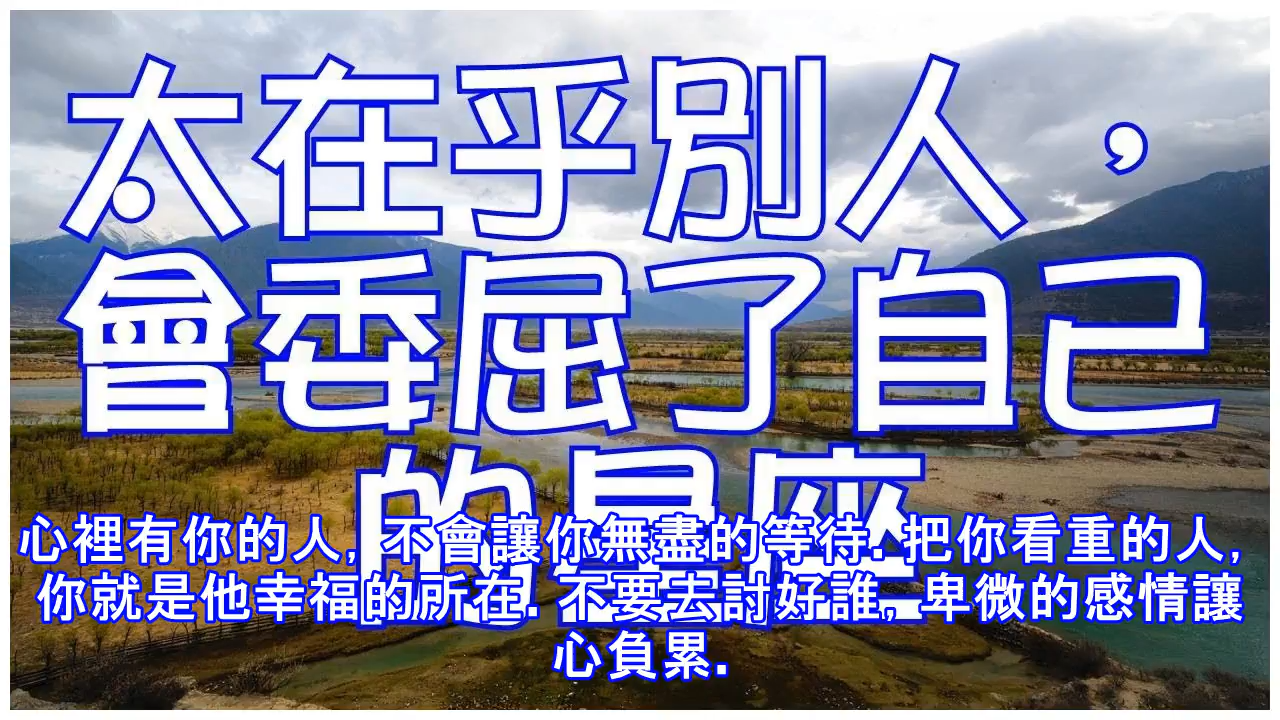 太在乎別人，
會委屈了自己
的星座
心裡有你的人, 不會讓你無盡的等待. 把你看重的人,
你就是他幸福的所在. 不要去討好誰, 卑微的感情讓
心負累.